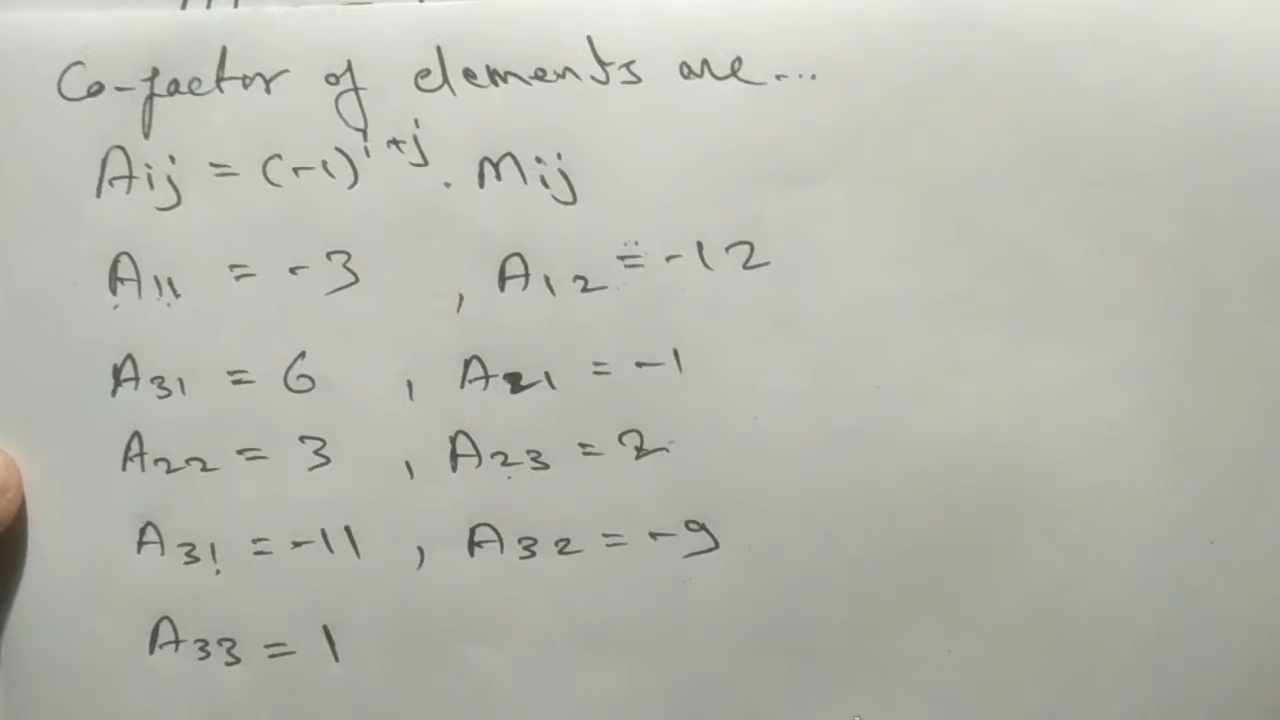 Co-factor of elements are...
Aij = (-1)^i+j . Mij
A11 = -3 , A12 = -12
A31 = 6 , A21 = -1
A22 = 3 , A23 = 2
A31 = -11 , A32 = -9
A33 = 1